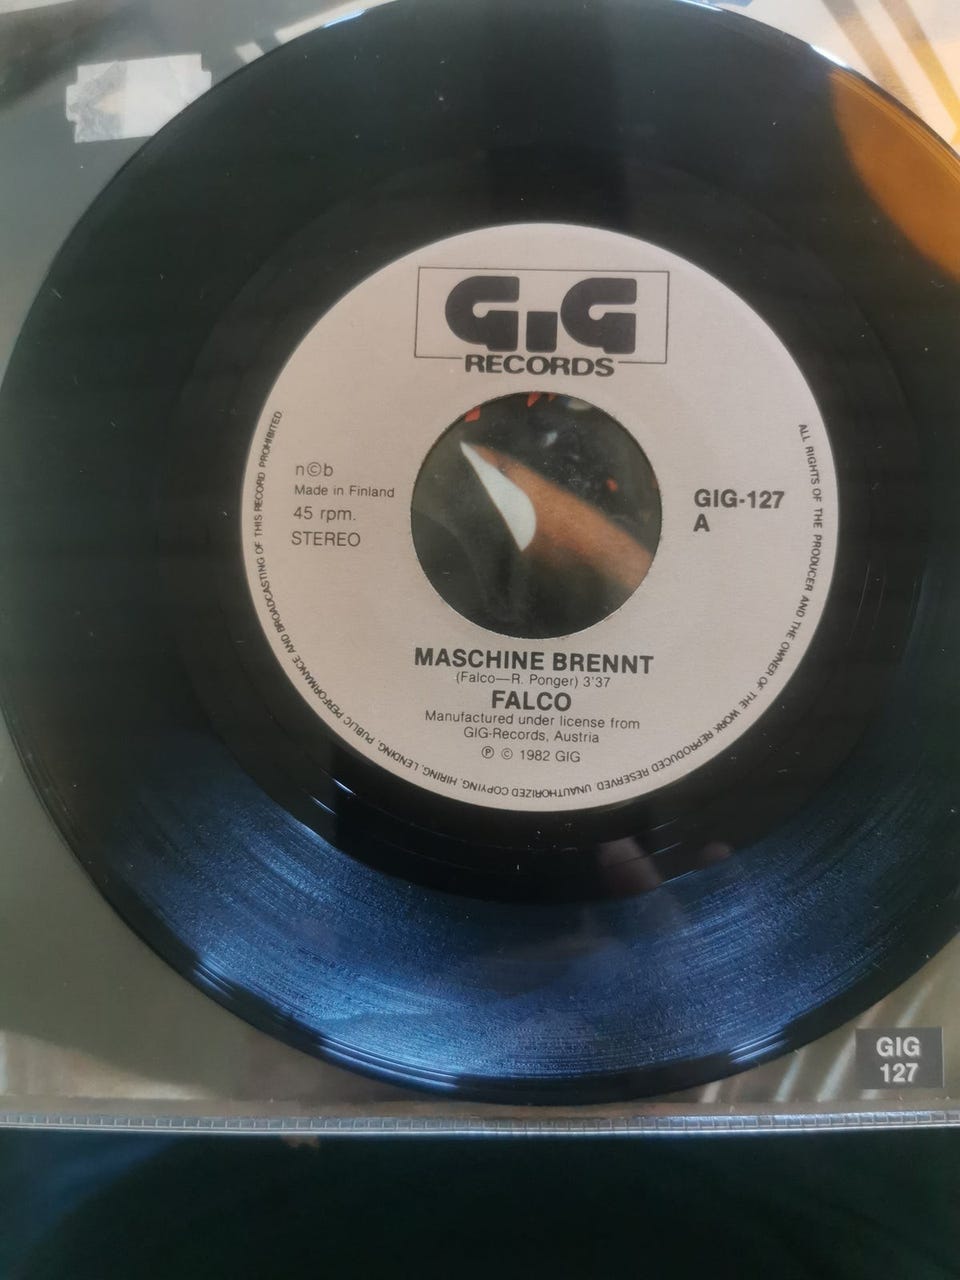 GiG
RECORDS
n©b
Made in Finland
45 rpm.
STEREO
GIG-127
A
MASCHINE BRENNT
(Falco—R. Ponger) 3'37
FALCO
Manufactured under license from
GIG-Records, Austria
℗ © 1982 GIG
ALL RIGHTS OF THE PRODUCER AND THE OWNER OF THE WORK REPRODUCED RESERVED. UNAUTHORIZED COPYING, HIRING, LENDING, PUBLIC PERFORMANCE AND BROADCASTING OF THIS RECORD PROHIBITED
GIG
127